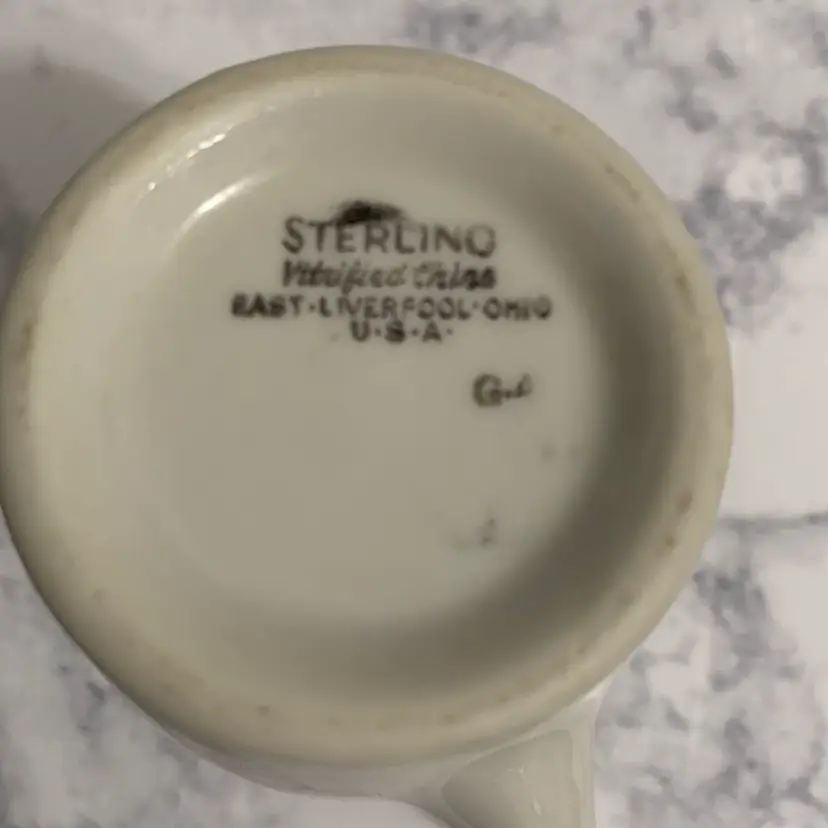 STERLING
Vitrified China
EAST·LIVERPOOL·OHIO
U·S·A·